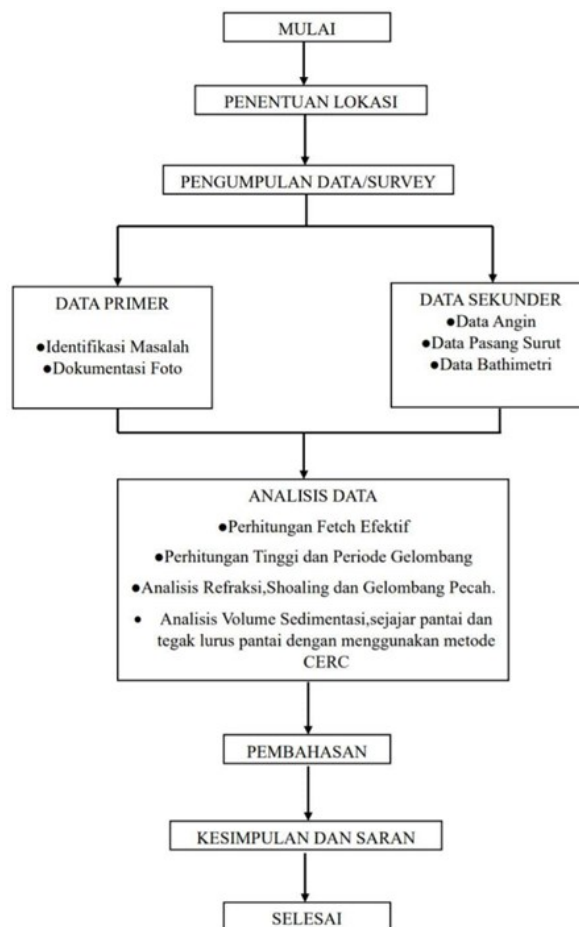 MULAI
PENENTUAN LOKASI
PENGUMPULAN DATA/SURVEY
DATA PRIMER
●Identifikasi Masalah
●Dokumentasi Foto
DATA SEKUNDER
●Data Angin
●Data Pasang Surut
●Data Bathimetri
ANALISIS DATA
●Perhitungan Fetch Efektif
●Perhitungan Tinggi dan Periode Gelombang
●Analisis Refraksi,Shoaling dan Gelombang Pecah.
● Analisis Volume Sedimentasi,sejajar pantai dan
tegak lurus pantai dengan menggunakan metode
CERC
PEMBAHASAN
KESIMPULAN DAN SARAN
SELESAI